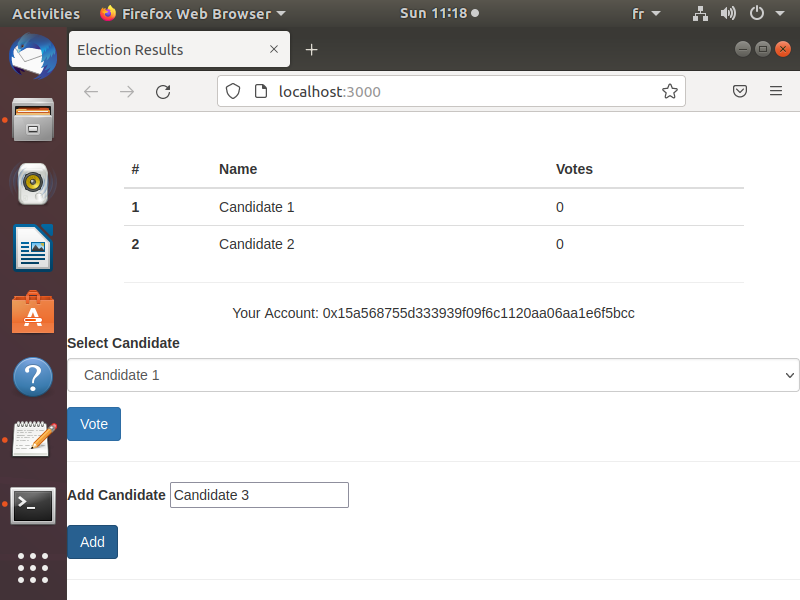 Activities Firefox Web Browser Sun 11:18 fr
Election Results
localhost:3000
# Name Votes
1 Candidate 1 0
2 Candidate 2 0
Your Account: 0x15a568755d333939f09f6c1120aa06aa1e6f5bcc
Select Candidate
Candidate 1
Vote
Add Candidate Candidate 3
Add